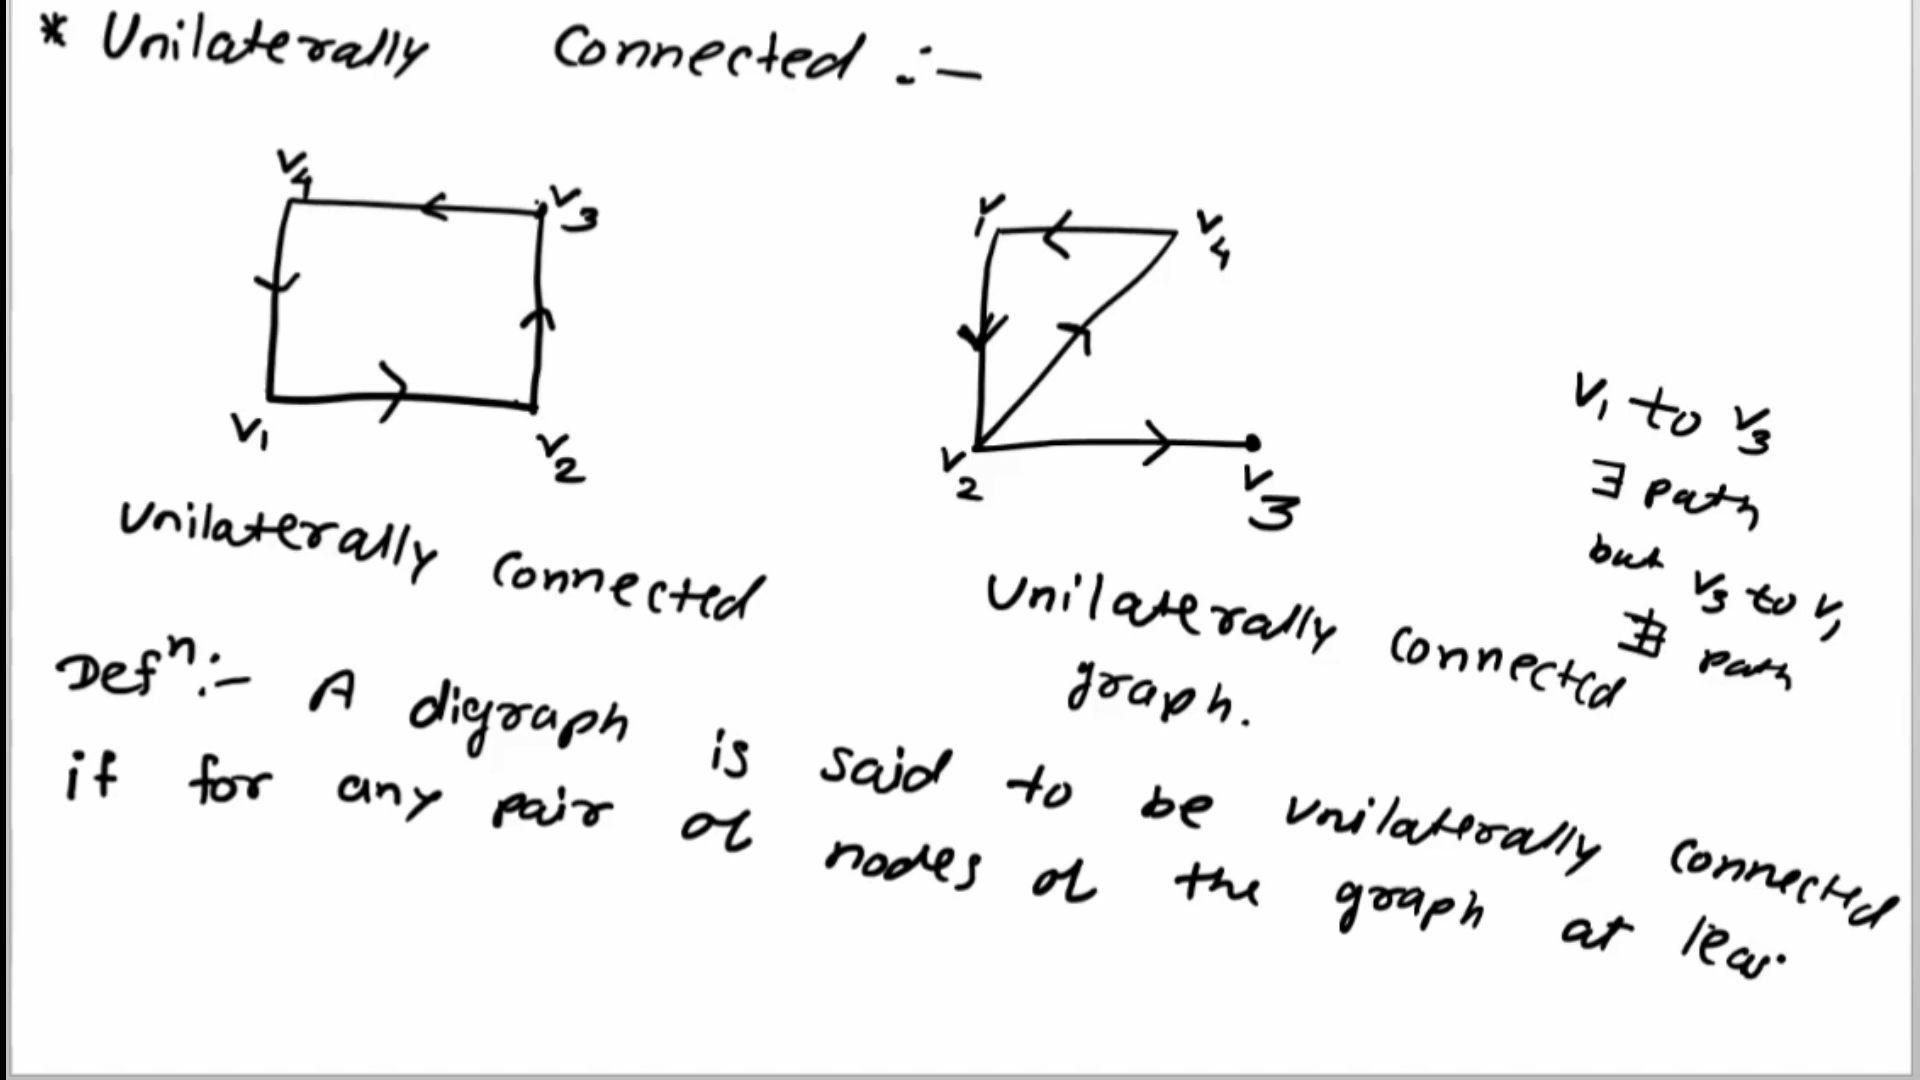 * Unilaterally Connected :-
v4
v3
v1
v2
v1
v4
v2
v3
v1 to v3
∃ path
but v3 to v1
∄ path
Unilaterally Connected
Unilaterally Connected
graph.
Defn:- A digraph is said to be unilaterally connected
if for any pair of nodes of the graph at leas